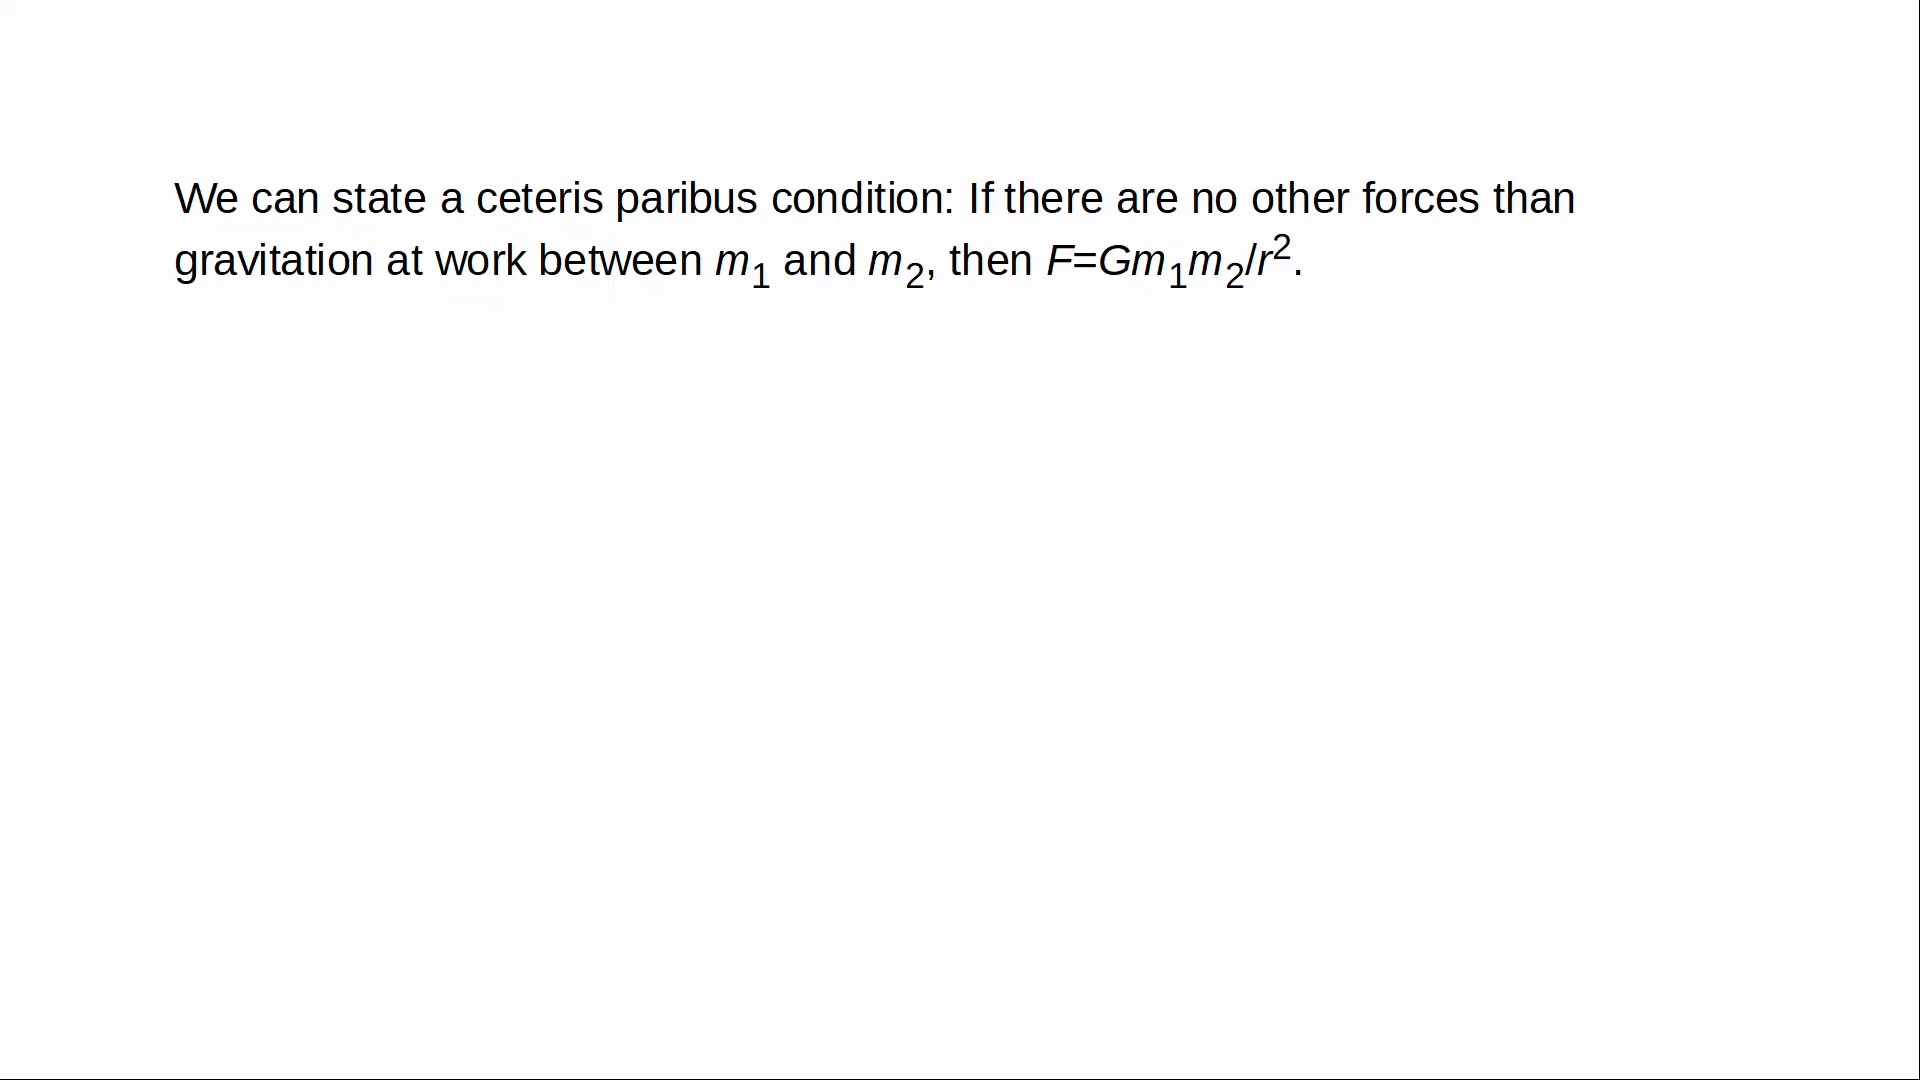 We can state a ceteris paribus condition: If there are no other forces than
gravitation at work between m₁ and m₂, then F=Gm₁m₂/r².